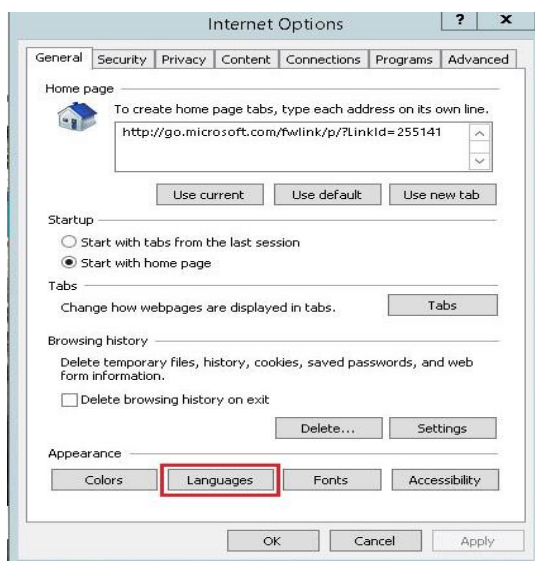 Internet Options
? x
General Security Privacy Content Connections Programs Advanced
Home page
To create home page tabs, type each address on its own line.
http://go.microsoft.com/fwlink/p/?LinkId=255141
Use current Use default Use new tab
Startup
Start with tabs from the last session
Start with home page
Tabs
Change how webpages are displayed in tabs. Tabs
Browsing history
Delete temporary files, history, cookies, saved passwords, and web
form information.
Delete browsing history on exit
Delete... Settings
Appearance
Colors Languages Fonts Accessibility
OK Cancel Apply